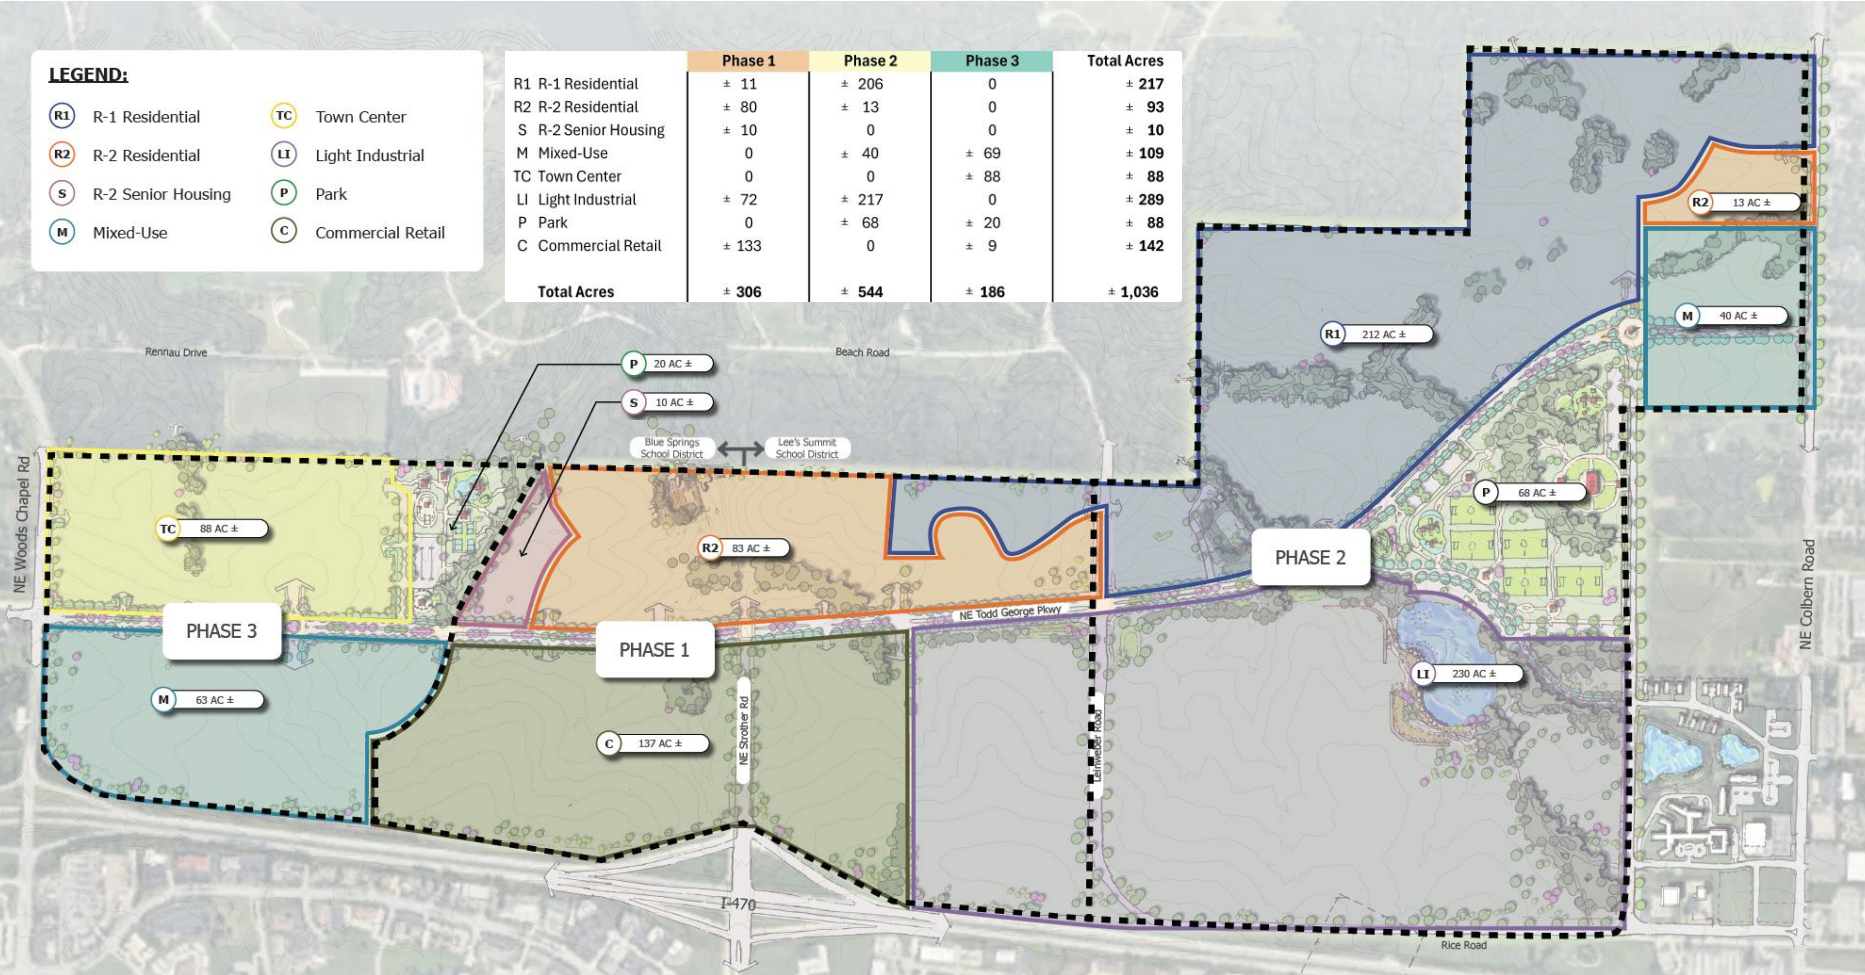 LEGEND:
R1 R-1 Residential
R2 R-2 Residential
S R-2 Senior Housing
M Mixed-Use
TC Town Center
LI Light Industrial
P Park
C Commercial Retail
Phase 1 Phase 2 Phase 3 Total Acres
R1 R-1 Residential ± 11 ± 206 0 ± 217
R2 R-2 Residential ± 80 ± 13 0 ± 93
S R-2 Senior Housing ± 10 0 0 ± 10
M Mixed-Use 0 ± 40 ± 69 ± 109
TC Town Center 0 0 ± 88 ± 88
LI Light Industrial ± 72 ± 217 0 ± 289
P Park 0 ± 68 ± 20 ± 88
C Commercial Retail ± 133 0 ± 9 ± 142
Total Acres ± 306 ± 544 ± 186 ± 1,036
R2 13 AC ±
M 40 AC ±
R1 212 AC ±
Rennau Drive
Beach Road
P 20 AC ±
S 10 AC ±
Blue Springs
School District
Lee's Summit
School District
NE Woods Chapel Rd
TC 88 AC ±
R2 83 AC ±
P 68 AC ±
PHASE 2
NE Colbern Road
NE Todd George Pkwy
PHASE 3
PHASE 1
M 63 AC ±
C 137 AC ±
NE Strother Rd
Leinweber Road
LI 230 AC ±
I-470
Rice Road